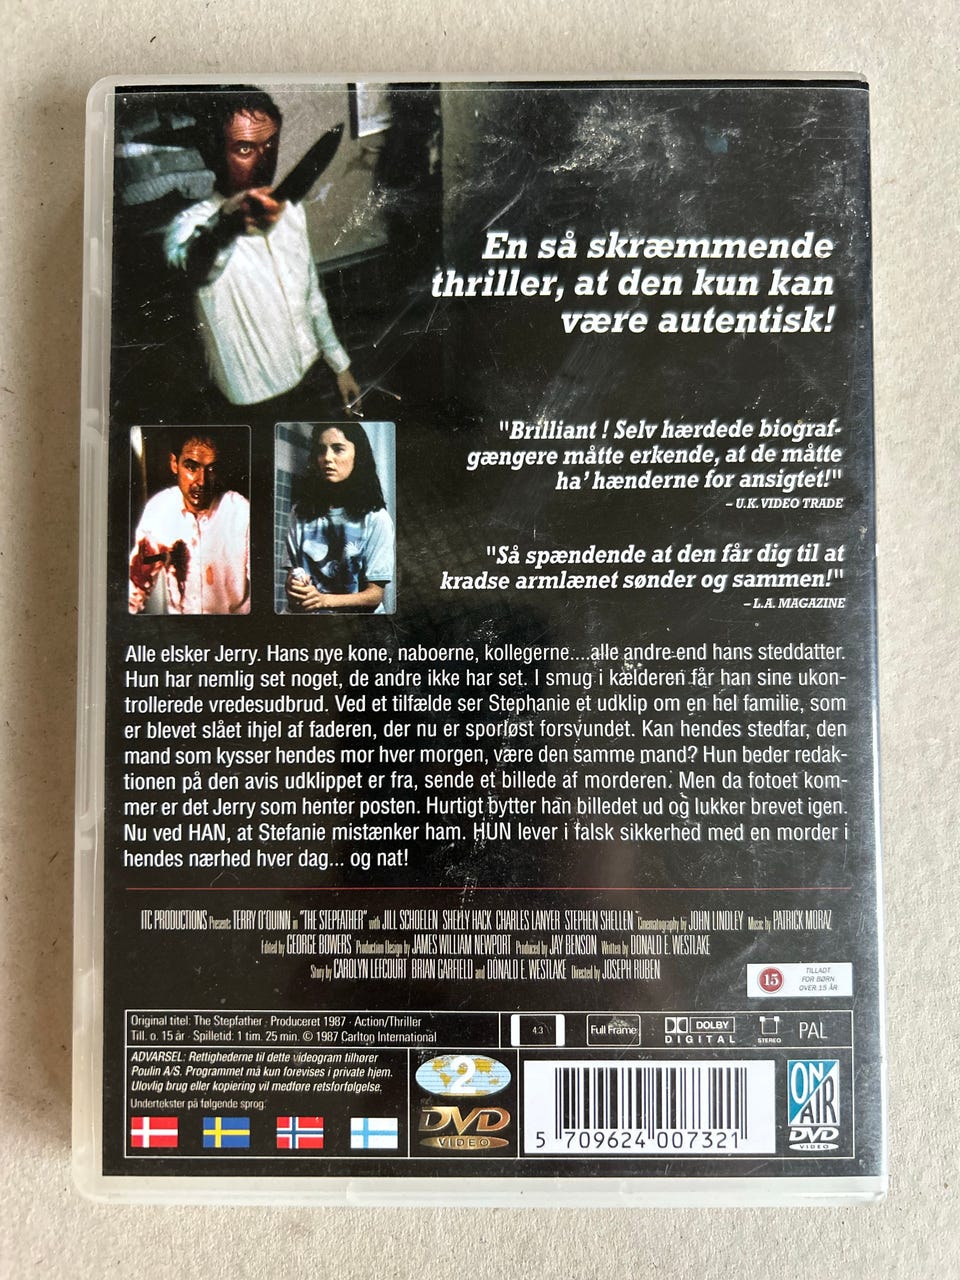 En så skræmmende
thriller, at den kun kan
være autentisk!
"Brilliant ! Selv hærdede biograf-
gængere måtte erkende, at de måtte
ha' hænderne for ansigtet!"
– U.K. VIDEO TRADE
"Så spændende at den får dig til at
kradse armlænet sønder og sammen!"
– L.A. MAGAZINE
Alle elsker Jerry. Hans nye kone, naboerne, kollegerne....alle andre end hans steddatter.
Hun har nemlig set noget, de andre ikke har set. I smug i kælderen får han sine ukon-
trollerede vredesudbrud. Ved et tilfælde ser Stephanie et udklip om en hel familie, som
er blevet slået ihjel af faderen, der nu er sporløst forsvundet. Kan hendes stedfar, den
mand som kysser hendes mor hver morgen, være den samme mand? Hun beder redak-
tionen på den avis udklippet er fra, sende et billede af morderen. Men da fotoet kom-
mer er det Jerry som henter posten. Hurtigt bytter han billedet ud og lukker brevet igen.
Nu ved HAN, at Stefanie mistænker ham. HUN lever i falsk sikkerhed med en morder i
hendes nærhed hver dag... og nat!
ITC PRODUCTIONS Presents TERRY O'QUINN in "THE STEPFATHER" with JILL SCHOELEN SHELLY HACK CHARLES LANYER STEPHEN SHELLEN Cinematography by JOHN LINDLEY Music by PATRICK MORAZ
Edited by GEORGE BOWERS Production Design by JAMES WILLIAM NEWPORT Produced by JAY BENSON Written by DONALD E. WESTLAKE
Story by CAROLYN LEFCOURT BRIAN GARFIELD and DONALD E. WESTLAKE Directed by JOSEPH RUBEN
15 TILLADT
FOR BØRN
OVER 15 ÅR
Original titel: The Stepfather · Produceret 1987 · Action/Thriller
Till. o. 15 år · Spilletid: 1 tim. 25 min. © 1987 Carlton International
4:3
Full Frame
DOLBY
DIGITAL
STEREO
PAL
ADVARSEL: Rettighederne til dette videogram tilhører
Poulin A/S. Programmet må kun forevises i private hjem.
Ulovlig brug eller kopiering vil medføre retsforfølgelse.
Undertekster på følgende sprog:
2
DVD
VIDEO
5 709624 007321
ON
AIR
DVD
VIDEO